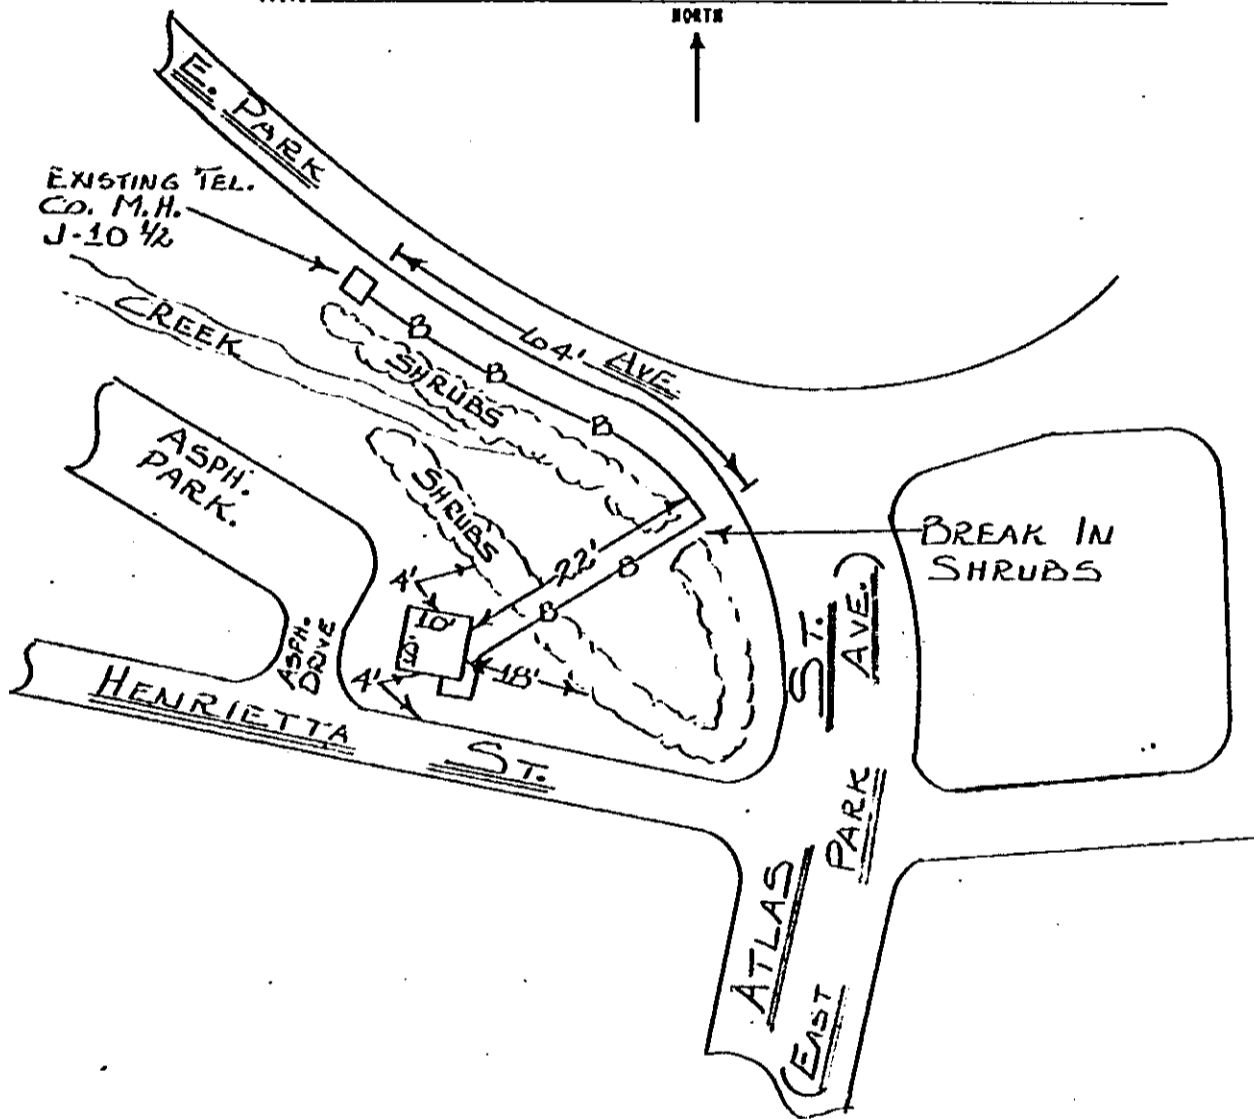 NORTH
E. PARK
EXISTING TEL.
CO. M.H.
J-10 1/2
CREEK
B
B
B
104' AVE.
SHRUBS
ASPH.
PARK.
SHRUBS
22'
B
B
BREAK IN
SHRUBS
4'
10'
10'
4'
18'
ASPH.
DRIVE
HENRIETTA ST.
ATLAS ST.
(EAST PARK AVE.)